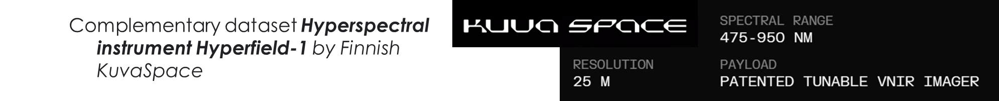 Complementary dataset Hyperspectral
instrument Hyperfield-1 by Finnish
KuvaSpace
KUVA SPACE
SPECTRAL RANGE
475-950 NM
RESOLUTION
25 M
PAYLOAD
PATENTED TUNABLE VNIR IMAGER